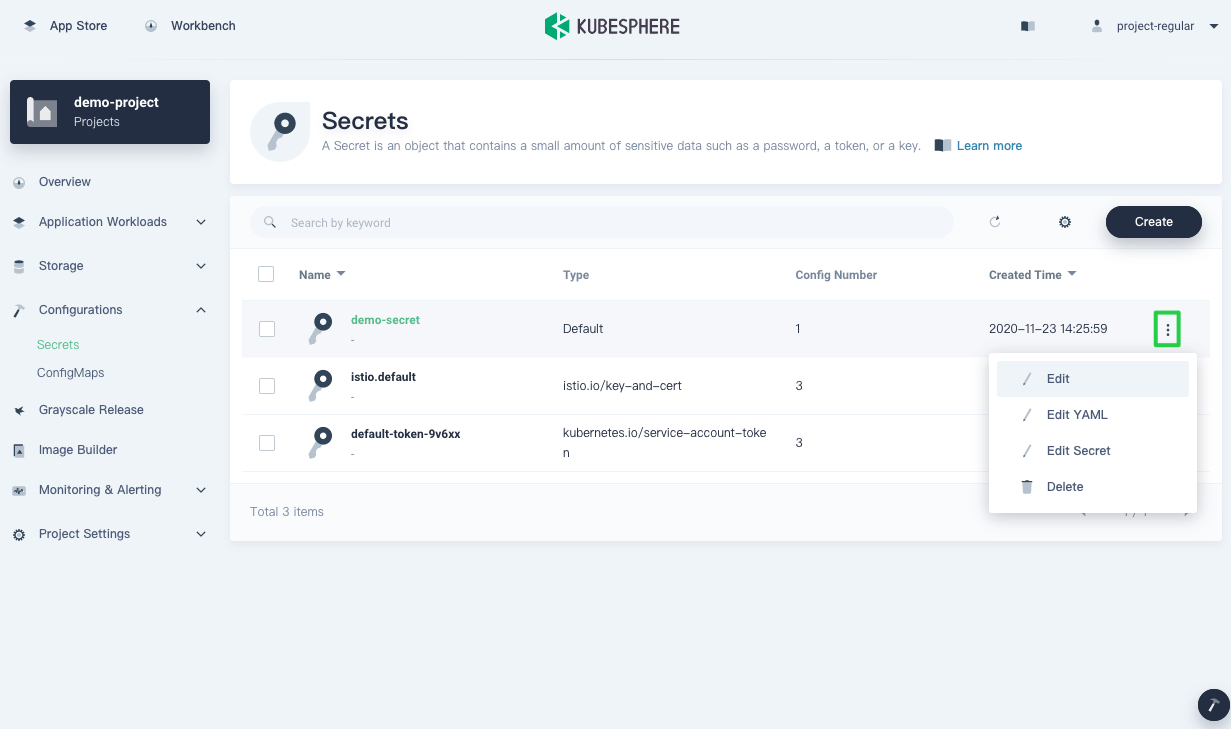 App Store
Workbench
KUBESPHERE
project-regular
demo-project
Projects
Overview
Application Workloads
Storage
Configurations
Secrets
ConfigMaps
Grayscale Release
Image Builder
Monitoring & Alerting
Project Settings
Secrets
A Secret is an object that contains a small amount of sensitive data such as a password, a token, or a key.
Learn more
Search by keyword
Create
Name
Type
Config Number
Created Time
demo-secret
-
Default
1
2020-11-23 14:25:59
istio.default
-
istio.io/key-and-cert
3
default-token-9v6xx
-
kubernetes.io/service-account-toke
n
3
Edit
Edit YAML
Edit Secret
Delete
Total 3 items